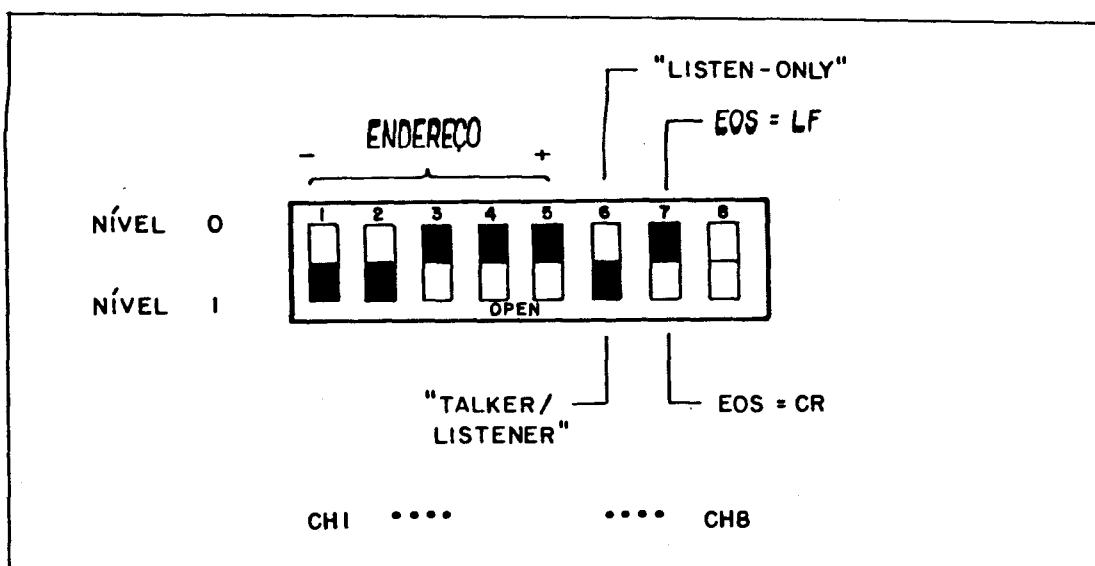 "LISTEN-ONLY"
EOS = LF
ENDEREÇO
- +
NÍVEL 0
1 2 3 4 5 6 7 8
NÍVEL 1
OPEN
"TALKER/
LISTENER"
EOS = CR
CH1 •••• •••• CH8